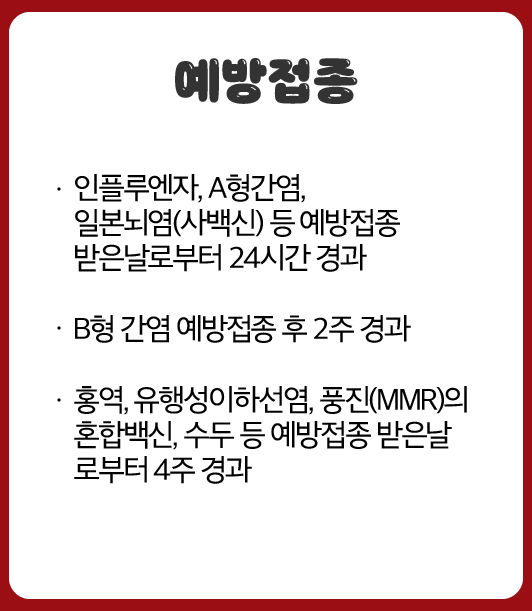 예방접종
· 인플루엔자, A형간염,
일본뇌염(사백신) 등 예방접종
받은날로부터 24시간 경과
· B형 간염 예방접종 후 2주 경과
· 홍역, 유행성이하선염, 풍진(MMR)의
혼합백신, 수두 등 예방접종 받은날
로부터 4주 경과